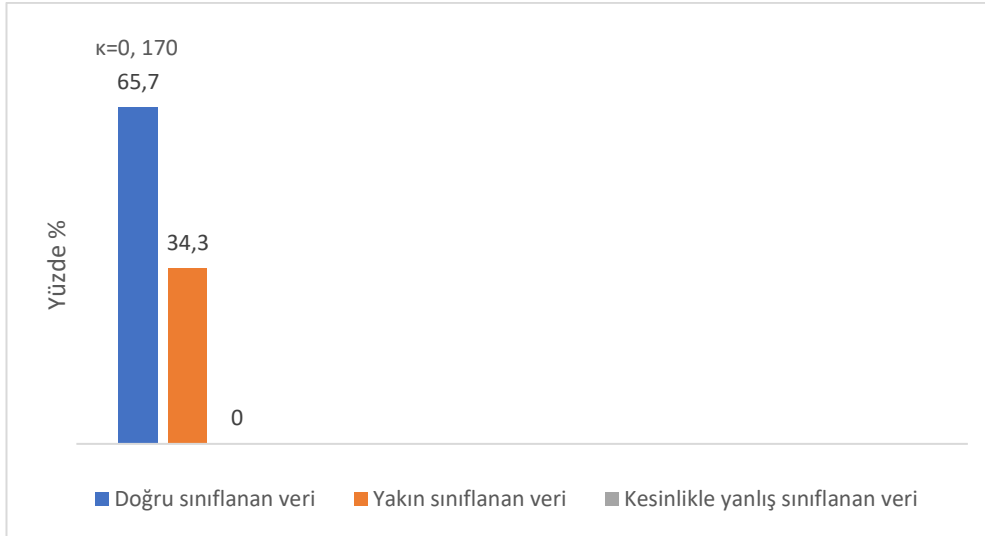 κ=0, 170
65,7
34,3
0
Yüzde %
Doğru sınıflanan veri
Yakın sınıflanan veri
Kesinlikle yanlış sınıflanan veri